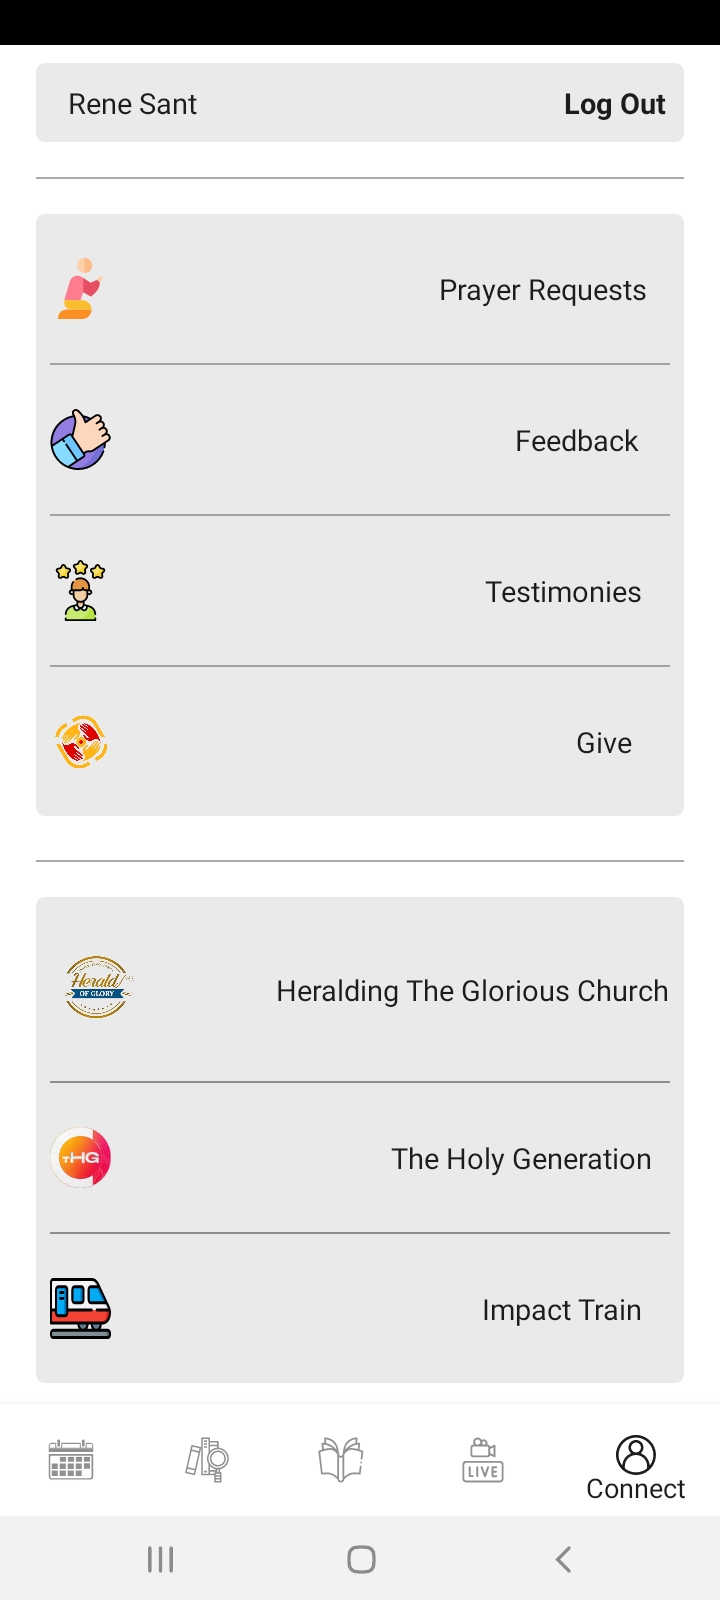 Rene Sant
Log Out
Prayer Requests
Feedback
Testimonies
Give
Herald
OF GLORY
Heralding The Glorious Church
THG
The Holy Generation
Impact Train
LIVE
Connect